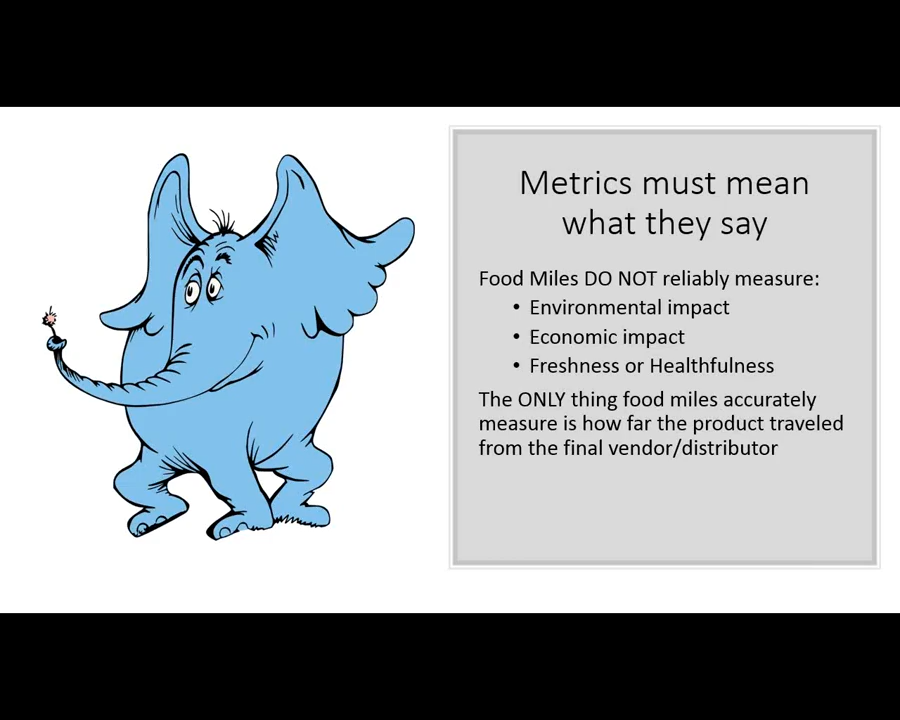 Metrics must mean
what they say
Food Miles DO NOT reliably measure:
• Environmental impact
• Economic impact
• Freshness or Healthfulness
The ONLY thing food miles accurately
measure is how far the product traveled
from the final vendor/distributor